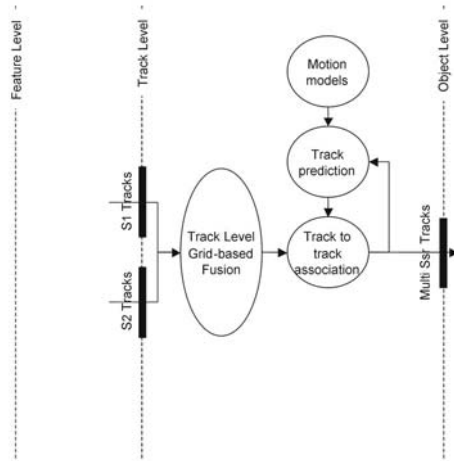 Feature Level
Track Level
Object Level
Motion
models
Track
prediction
S1 Tracks
Track Level
Grid-based
Fusion
Track to
track
association
S2 Tracks
Multi Ssr Tracks